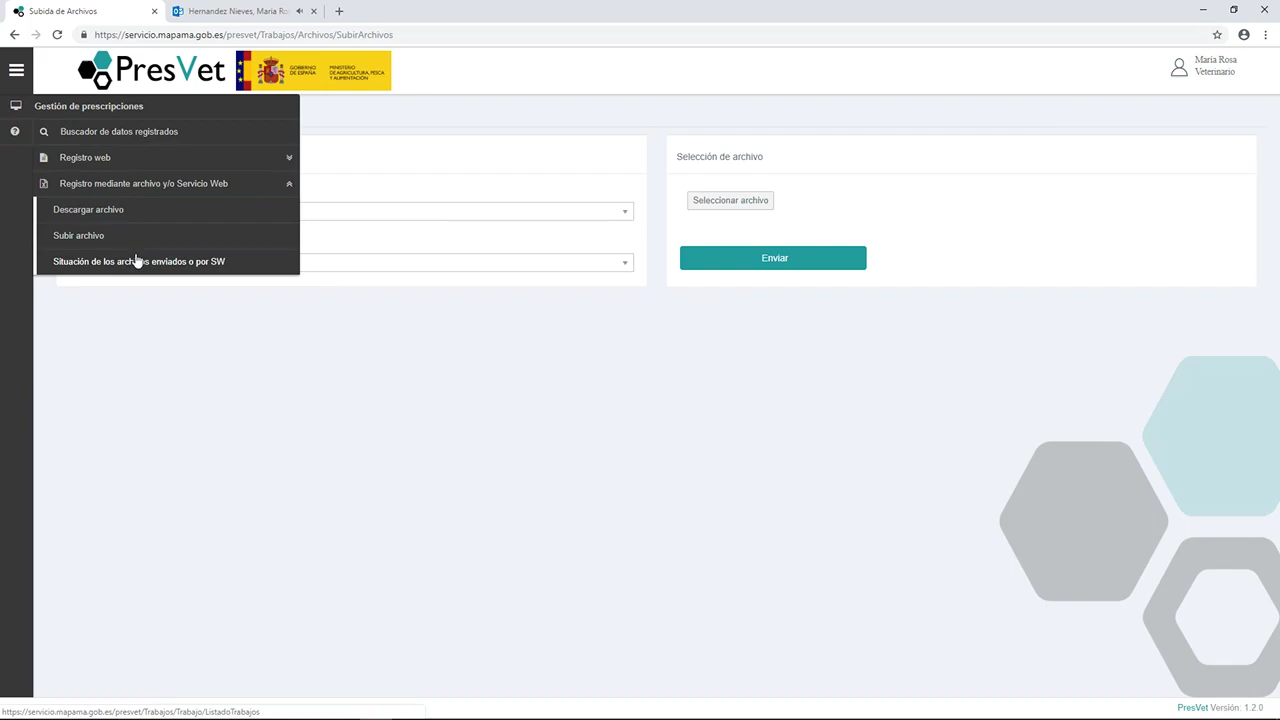 Subida de Archivos
Hernandez Nieves, Maria Ro
https://servicio.mapama.gob.es/presvet/Trabajos/Archivos/SubirArchivos
PresVet
GOBIERNO DE ESPAÑA
MINISTERIO DE AGRICULTURA, PESCA Y ALIMENTACIÓN
María Rosa
Veterinario
Gestión de prescripciones
Buscador de datos registrados
Registro web
Registro mediante archivo y/o Servicio Web
Descargar archivo
Subir archivo
Situación de los archivos enviados o por SW
Selección de archivo
Seleccionar archivo
Enviar
https://servicio.mapama.gob.es/presvet/Trabajos/Trabajo/ListadoTrabajos
PresVet Versión: 1.2.0